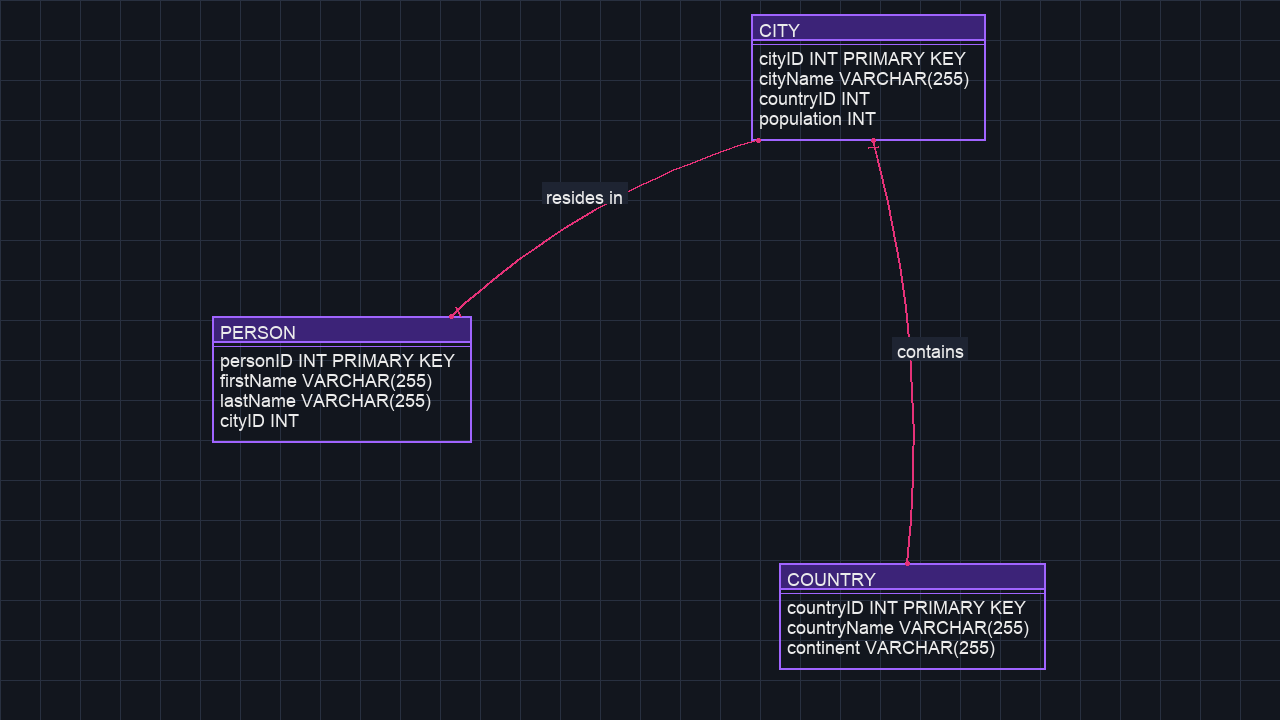 CITY
cityID INT PRIMARY KEY
cityName VARCHAR(255)
countryID INT
population INT
resides in
PERSON
personID INT PRIMARY KEY
firstName VARCHAR(255)
lastName VARCHAR(255)
cityID INT
contains
COUNTRY
countryID INT PRIMARY KEY
countryName VARCHAR(255)
continent VARCHAR(255)